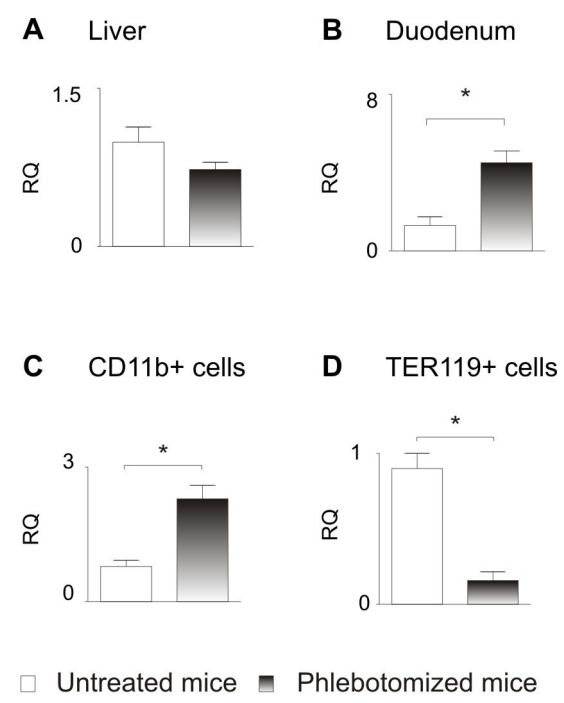 A Liver
1.5
RQ
0
B Duodenum
8
*
RQ
0
C CD11b+ cells
3
*
RQ
0
D TER119+ cells
1
*
RQ
0
Untreated mice Phlebotomized mice